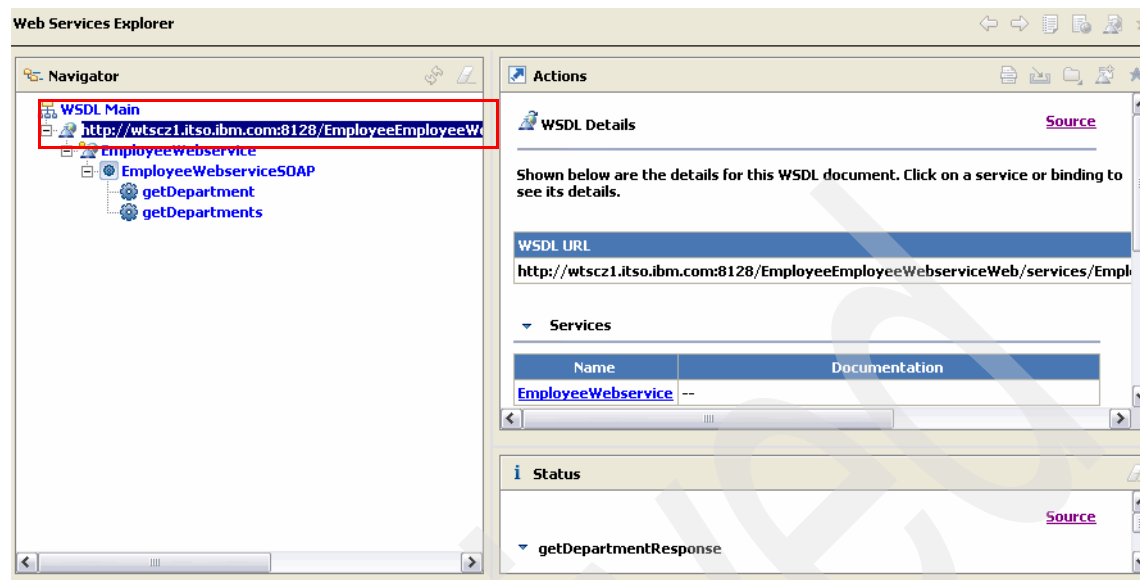 Web Services Explorer
Navigator
WSDL Main
http://wtscz1.itso.ibm.com:8128/EmployeeEmployeeWe
EmployeeWebservice
EmployeeWebserviceSOAP
getDepartment
getDepartments
Actions
WSDL Details
Source
Shown below are the details for this WSDL document. Click on a service or binding to
see its details.
WSDL URL
http://wtscz1.itso.ibm.com:8128/EmployeeEmployeeWebserviceWeb/services/Empl
Services
Name Documentation
EmployeeWebservice --
Status
Source
getDepartmentResponse